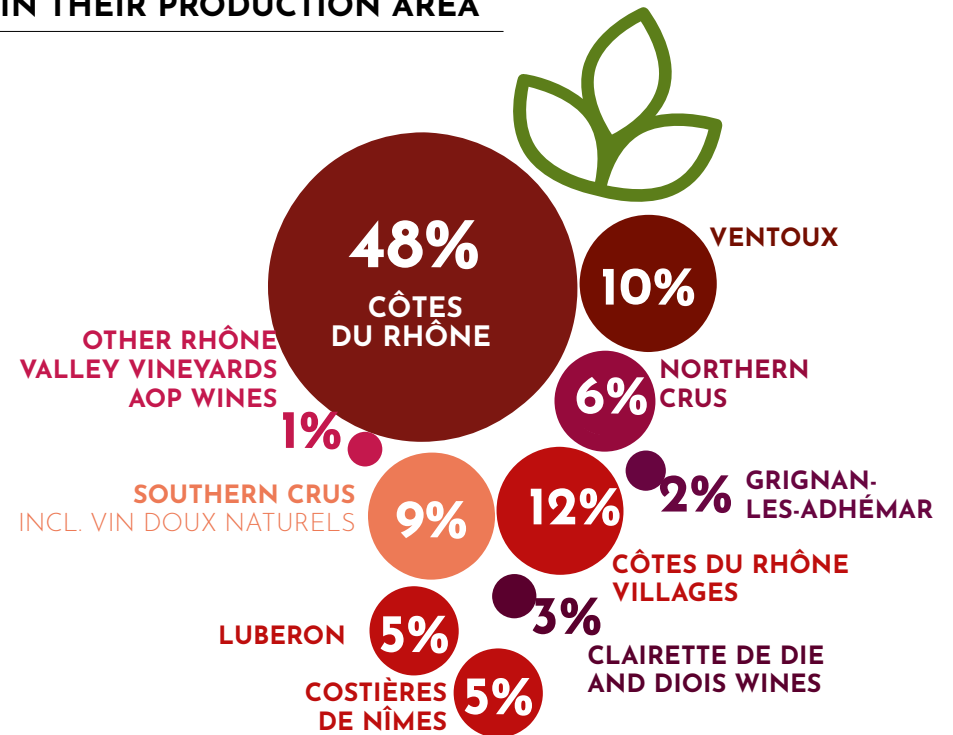 IN THEIR PRODUCTION AREA
48%
CÔTES
DU RHÔNE
VENTOUX
10%
OTHER RHÔNE
VALLEY VINEYARDS
AOP WINES
1%
NORTHERN
CRUS
6%
SOUTHERN CRUS
INCL. VIN DOUX NATURELS
9%
12%
CÔTES DU RHÔNE
VILLAGES
2%
GRIGNAN-
LES-ADHÉMAR
3%
CLAIRETTE DE DIE
AND DIOIS WINES
LUBERON
5%
COSTIÈRES
DE NÎMES
5%